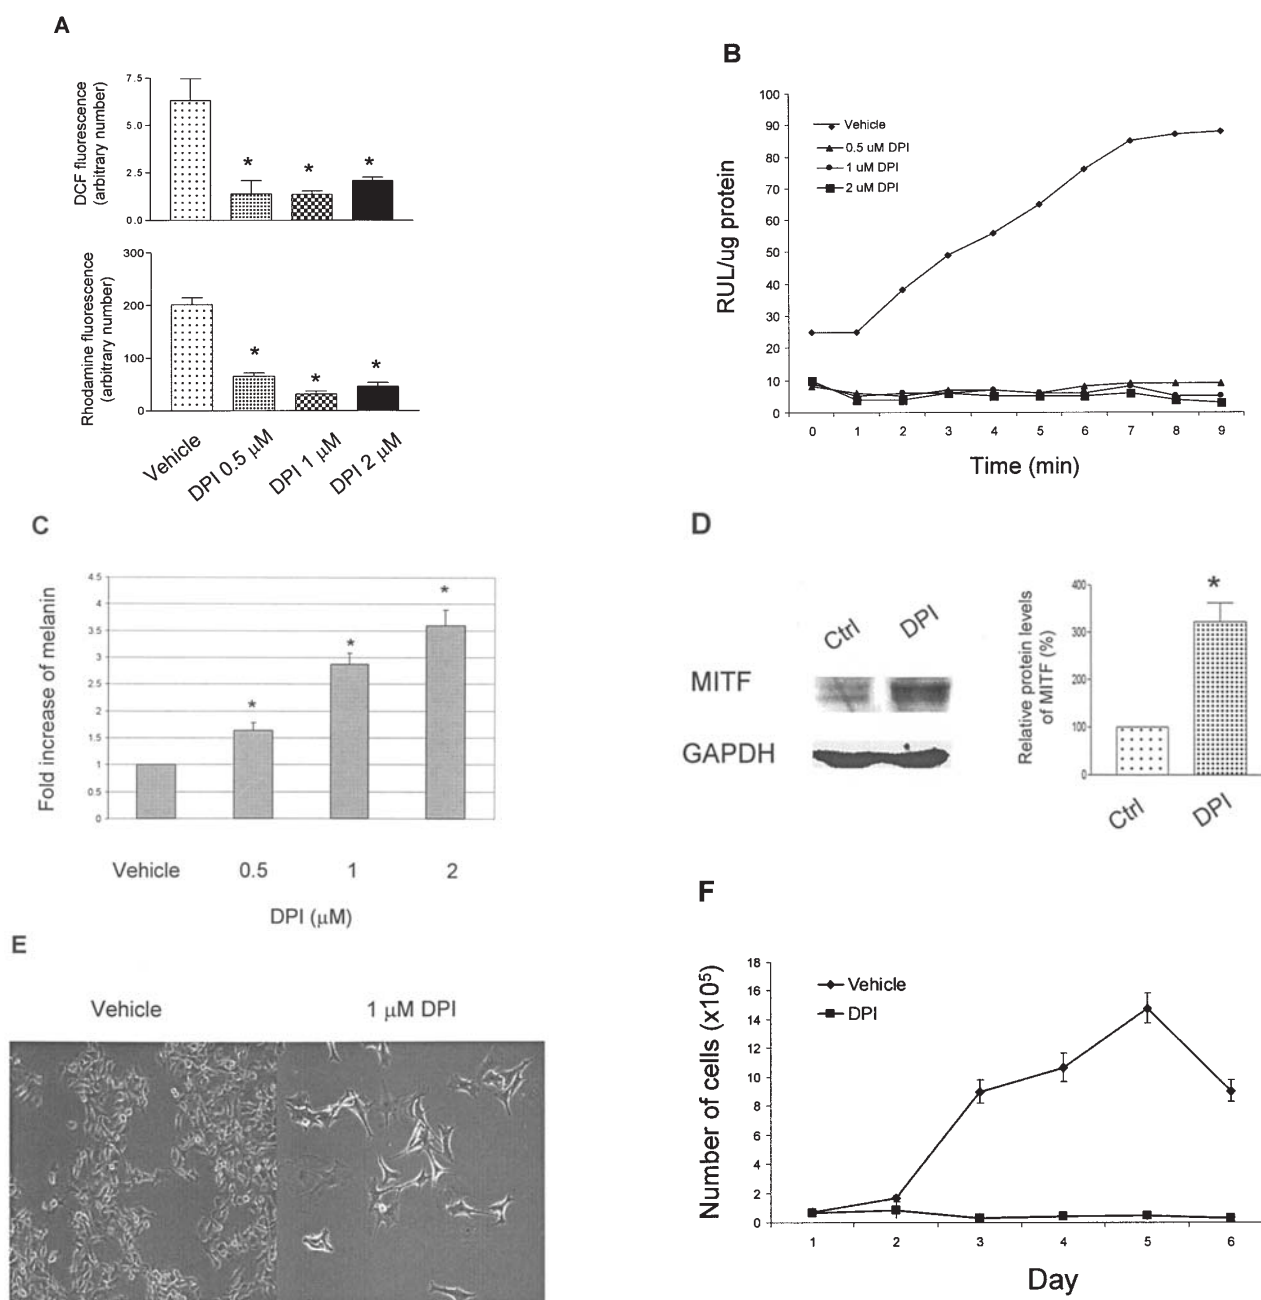 A
DCF fluorescence
(arbitrary number)
7.5
5.0
2.5
0.0
* * *
Rhodamine fluorescence
(arbitrary number)
300
200
100
0
* * *
Vehicle
DPI 0.5 μM
DPI 1 μM
DPI 2 μM
B
RUL/ug protein
100
90
80
70
60
50
40
30
20
10
0
Vehicle
0.5 uM DPI
1 uM DPI
2 uM DPI
0 1 2 3 4 5 6 7 8 9
Time (min)
C
Fold increase of melanin
4.5
4
3.5
3
2.5
2
1.5
1
0.5
0
* * *
Vehicle 0.5 1 2
DPI (μM)
D
Ctrl DPI
MITF
GAPDH
Relative protein levels
of MITF (%)
400
300
200
100
0
*
Ctrl DPI
E
Vehicle 1 μM DPI
F
Number of cells (x10⁵)
18
16
14
12
10
8
6
4
2
0
Vehicle
DPI
1 2 3 4 5 6
Day